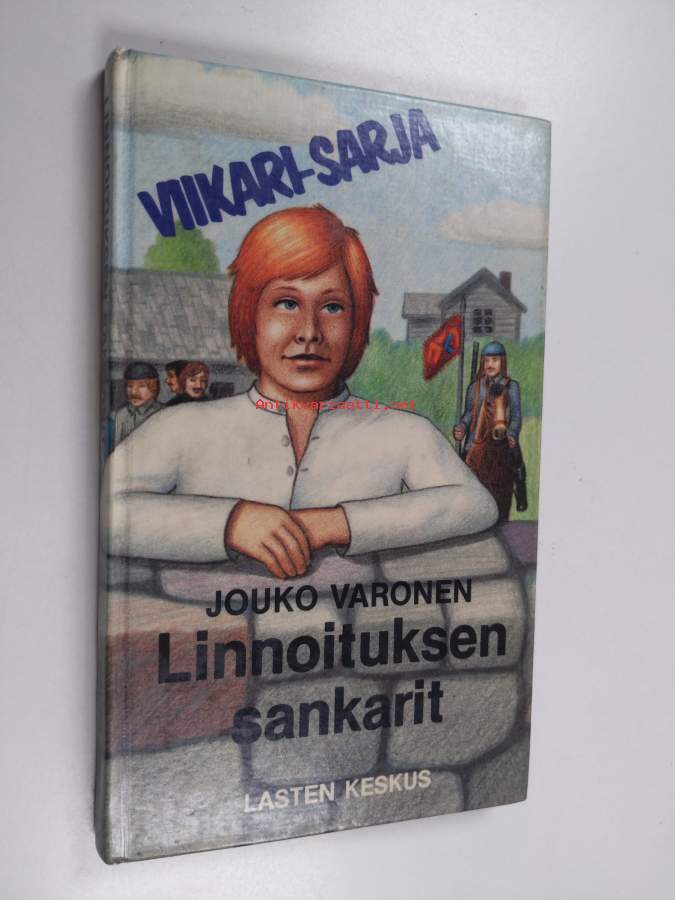 VIIKARI-SARJA
Antikvariaatti.net
JOUKO VARONEN
Linnoituksen
sankarit
LASTEN KESKUS